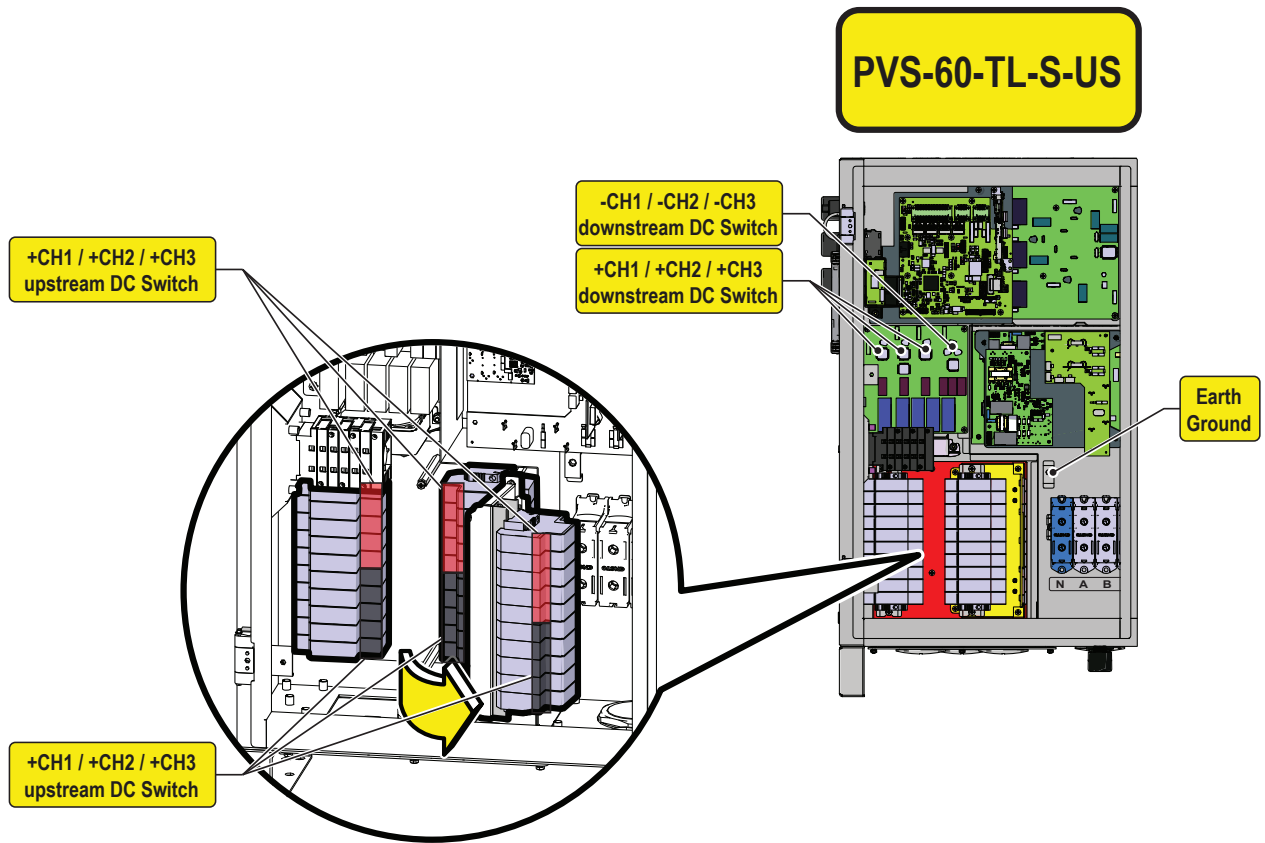 PVS-60-TL-S-US
-CH1 / -CH2 / -CH3
downstream DC Switch
+CH1 / +CH2 / +CH3
downstream DC Switch
+CH1 / +CH2 / +CH3
upstream DC Switch
Earth
Ground
N A B
+CH1 / +CH2 / +CH3
upstream DC Switch